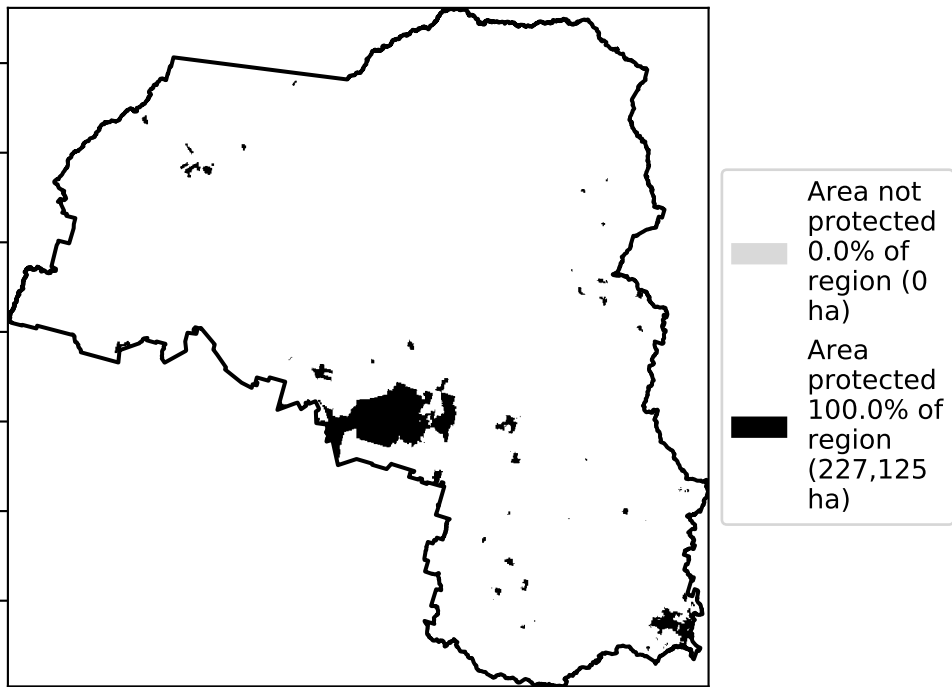 Area not
protected
0.0% of
region (0
ha)
Area
protected
100.0% of
region
(227,125
ha)